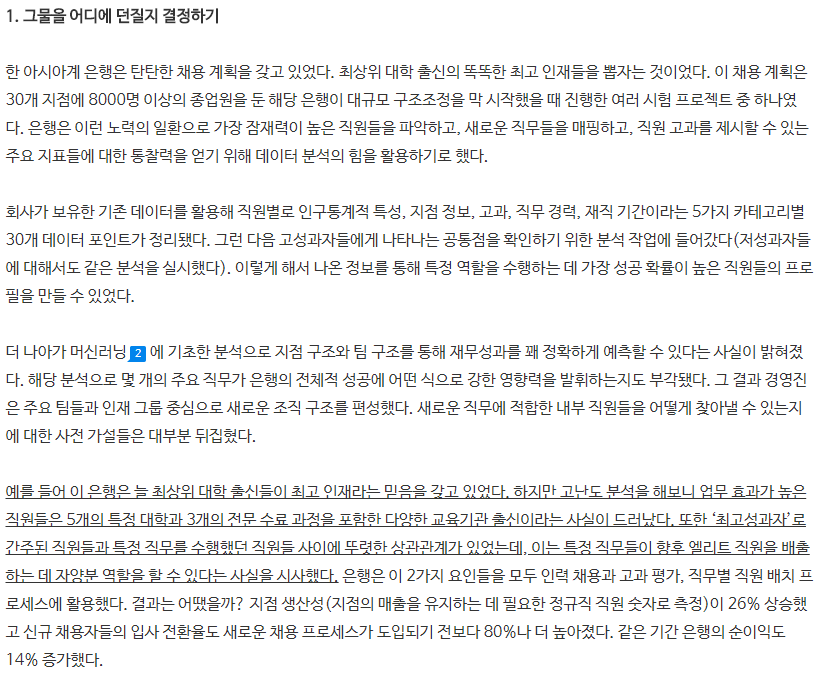 1. 그물을 어디에 던질지 결정하기
한 아시아계 은행은 탄탄한 채용 계획을 갖고 있었다. 최상위 대학 출신의 똑똑한 최고 인재들을 뽑자는 것이었다. 이 채용 계획은
30개 지점에 8000명 이상의 종업원을 둔 해당 은행이 대규모 구조조정을 막 시작했을 때 진행한 여러 시험 프로젝트 중 하나였
다. 은행은 이런 노력의 일환으로 가장 잠재력이 높은 직원들을 파악하고, 새로운 직무들을 매핑하고, 직원 고과를 제시할 수 있는
주요 지표들에 대한 통찰력을 얻기 위해 데이터 분석의 힘을 활용하기로 했다.
회사가 보유한 기존 데이터를 활용해 직원별로 인구통계적 특성, 지점 정보, 고과, 직무 경력, 재직 기간이라는 5가지 카테고리별
30개 데이터 포인트가 정리됐다. 그런 다음 고성과자들에게 나타나는 공통점을 확인하기 위한 분석 작업에 들어갔다(저성과자들
에 대해서도 같은 분석을 실시했다). 이렇게 해서 나온 정보를 통해 특정 역할을 수행하는 데 가장 성공 확률이 높은 직원들의 프로
필을 만들 수 있었다.
더 나아가 머신러닝 2 에 기초한 분석으로 지점 구조와 팀 구조를 통해 재무성과를 꽤 정확하게 예측할 수 있다는 사실이 밝혀졌
다. 해당 분석으로 몇 개의 주요 직무가 은행의 전체적 성공에 어떤 식으로 강한 영향력을 발휘하는지도 부각됐다. 그 결과 경영진
은 주요 팀들과 인재 그룹 중심으로 새로운 조직 구조를 편성했다. 새로운 직무에 적합한 내부 직원들을 어떻게 찾아낼 수 있는지
에 대한 사전 가설들은 대부분 뒤집혔다.
예를 들어 이 은행은 늘 최상위 대학 출신들이 최고 인재라는 믿음을 갖고 있었다. 하지만 고난도 분석을 해보니 업무 효과가 높은
직원들은 5개의 특정 대학과 3개의 전문 수료 과정을 포함한 다양한 교육기관 출신이라는 사실이 드러났다. 또한 '최고성과자'로
간주된 직원들과 특정 직무를 수행했던 직원들 사이에 뚜렷한 상관관계가 있었는데, 이는 특정 직무들이 향후 엘리트 직원을 배출
하는 데 자양분 역할을 할 수 있다는 사실을 시사했다. 은행은 이 2가지 요인들을 모두 인력 채용과 고과 평가, 직무별 직원 배치 프
로세스에 활용했다. 결과는 어땠을까? 지점 생산성(지점의 매출을 유지하는 데 필요한 정규직 직원 숫자로 측정)이 26% 상승했
고 신규 채용자들의 입사 전환율도 새로운 채용 프로세스가 도입되기 전보다 80%나 더 높아졌다. 같은 기간 은행의 순이익도
14% 증가했다.